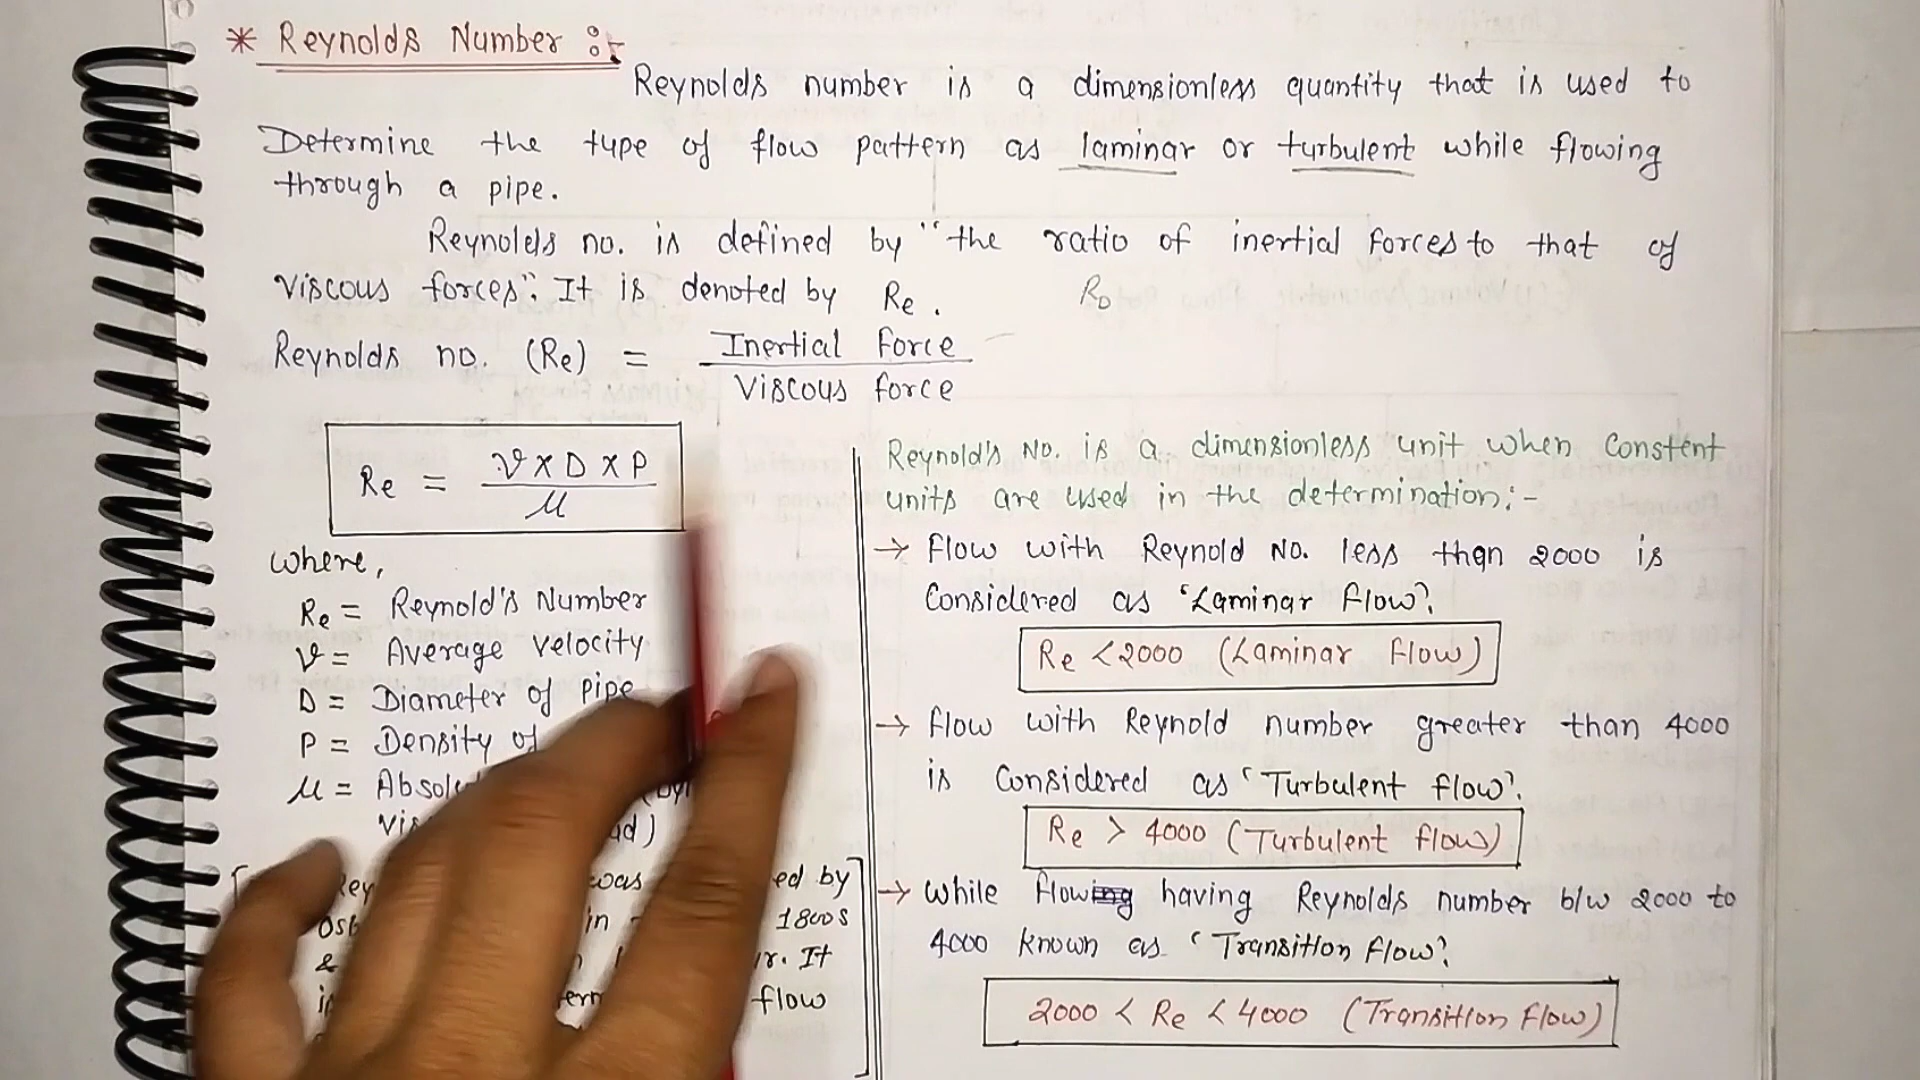 * Reynolds Number :-
Reynolds number is a dimensionless quantity that is used to
Determine the type of flow pattern as laminar or turbulent while flowing
through a pipe.
Reynolds no. is defined by "the ratio of inertial forces to that of
viscous forces". It is denoted by Re. R₀
Reynolds no. (Re) = Inertial Force
Viscous force
Re = v x D x P
μ
where,
Re = Reynold's Number
v = Average velocity
D = Diameter of pipe
P = Density of
μ =
Reynold's No. is a dimensionless unit when Constent
units are used in the determination:-
→ Flow with Reynold No. less than 2000 is
Considered as 'Laminar Flow'.
Re < 2000 (Laminar Flow)
→ flow with Reynold number greater than 4000
is Considered as 'Turbulent flow'.
Re > 4000 (Turbulent flow)
→ while flow having Reynolds number b/w 2000 to
4000 known as 'Transition Flow'.
2000 < Re < 4000 (Transition Flow)
was by
in 1800s
& It
flow